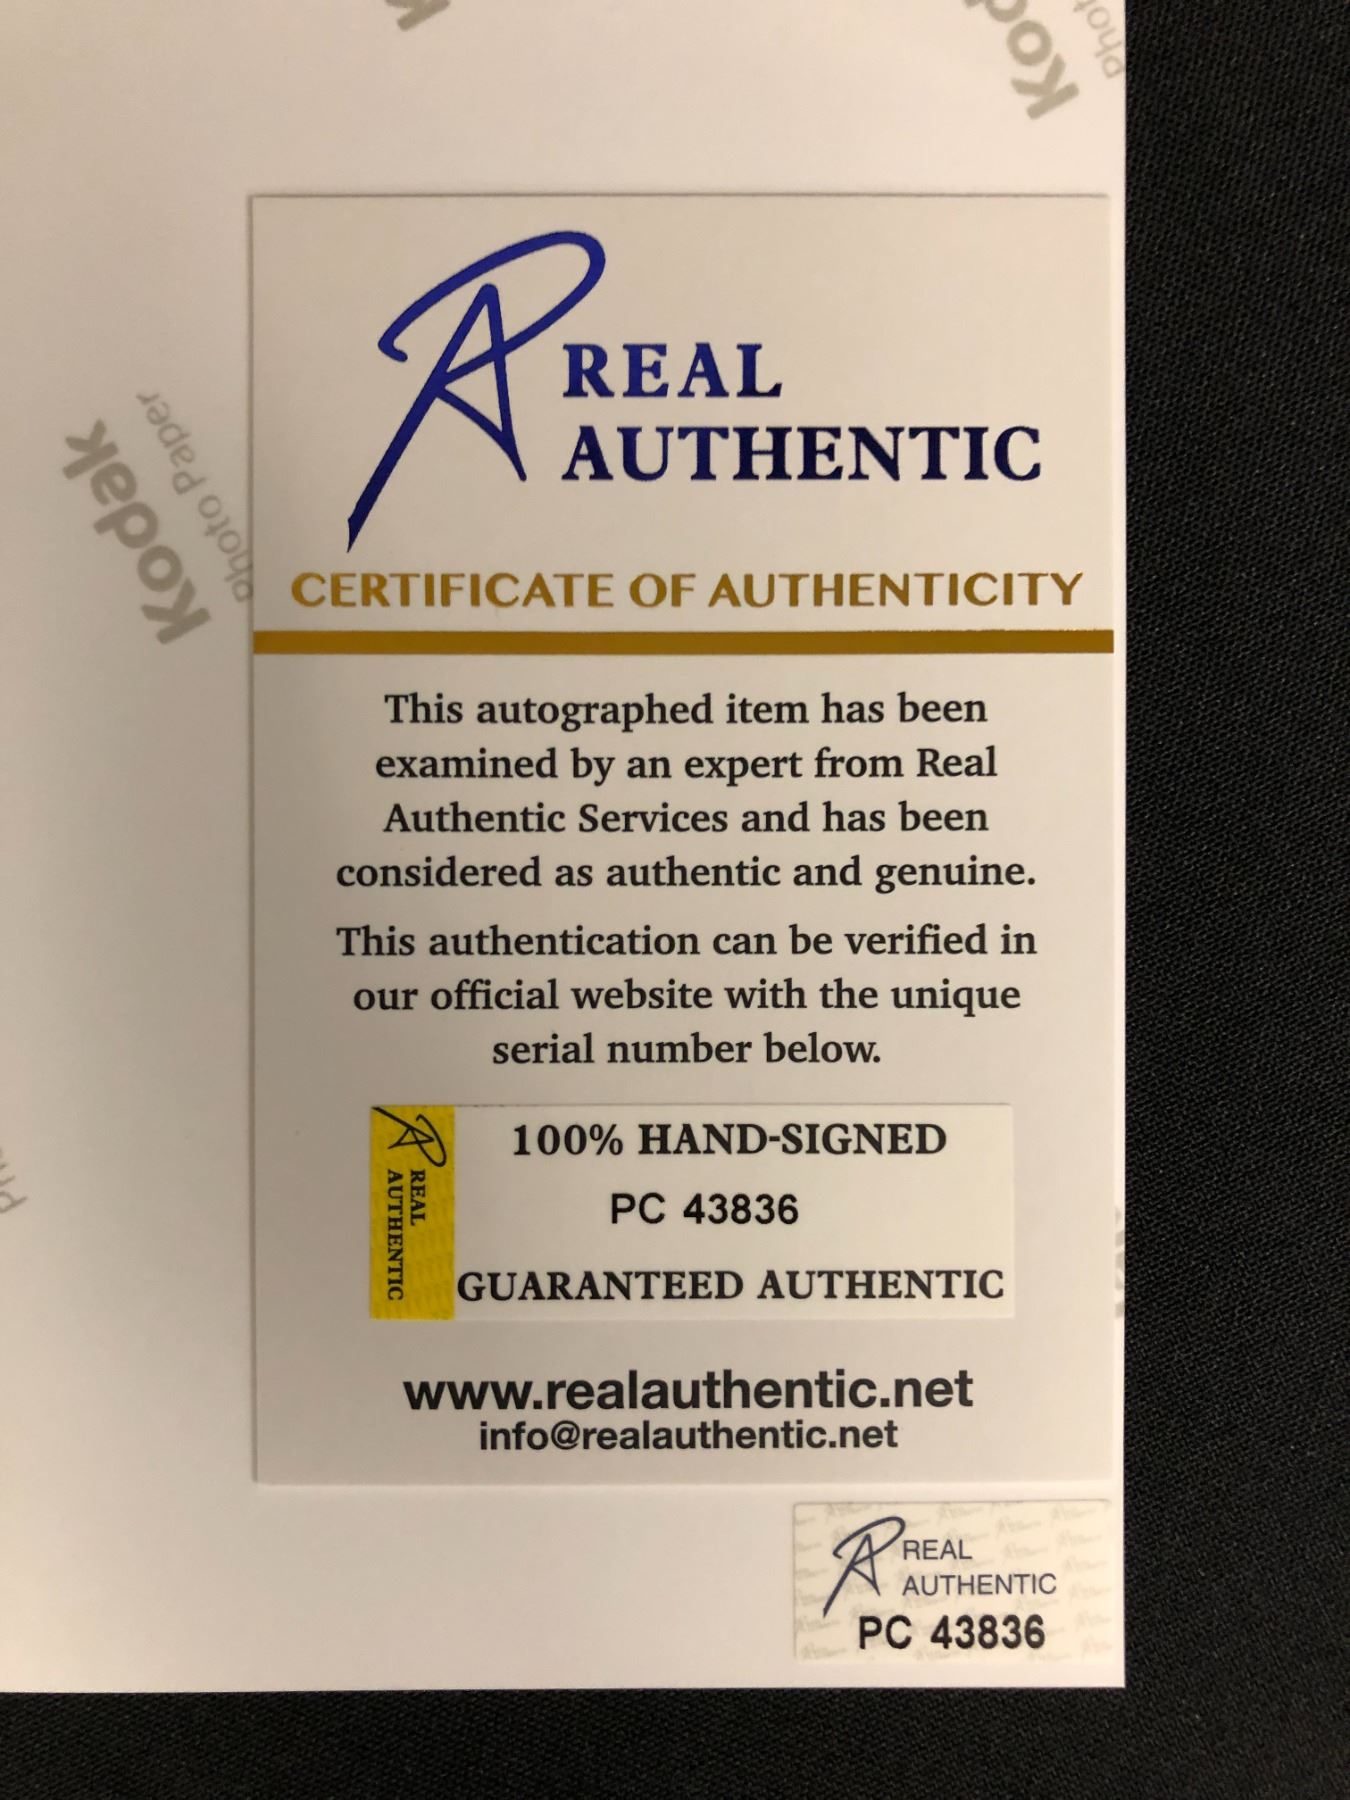 Kodak
Photo
REAL
AUTHENTIC
CERTIFICATE OF AUTHENTICITY
Kodak
Photo Paper
This autographed item has been
examined by an expert from Real
Authentic Services and has been
considered as authentic and genuine.
This authentication can be verified in
our official website with the unique
serial number below.
REAL
AUTHENTIC
100% HAND-SIGNED
PC 43836
GUARANTEED AUTHENTIC
www.realauthentic.net
info@realauthentic.net
REAL
AUTHENTIC
PC 43836